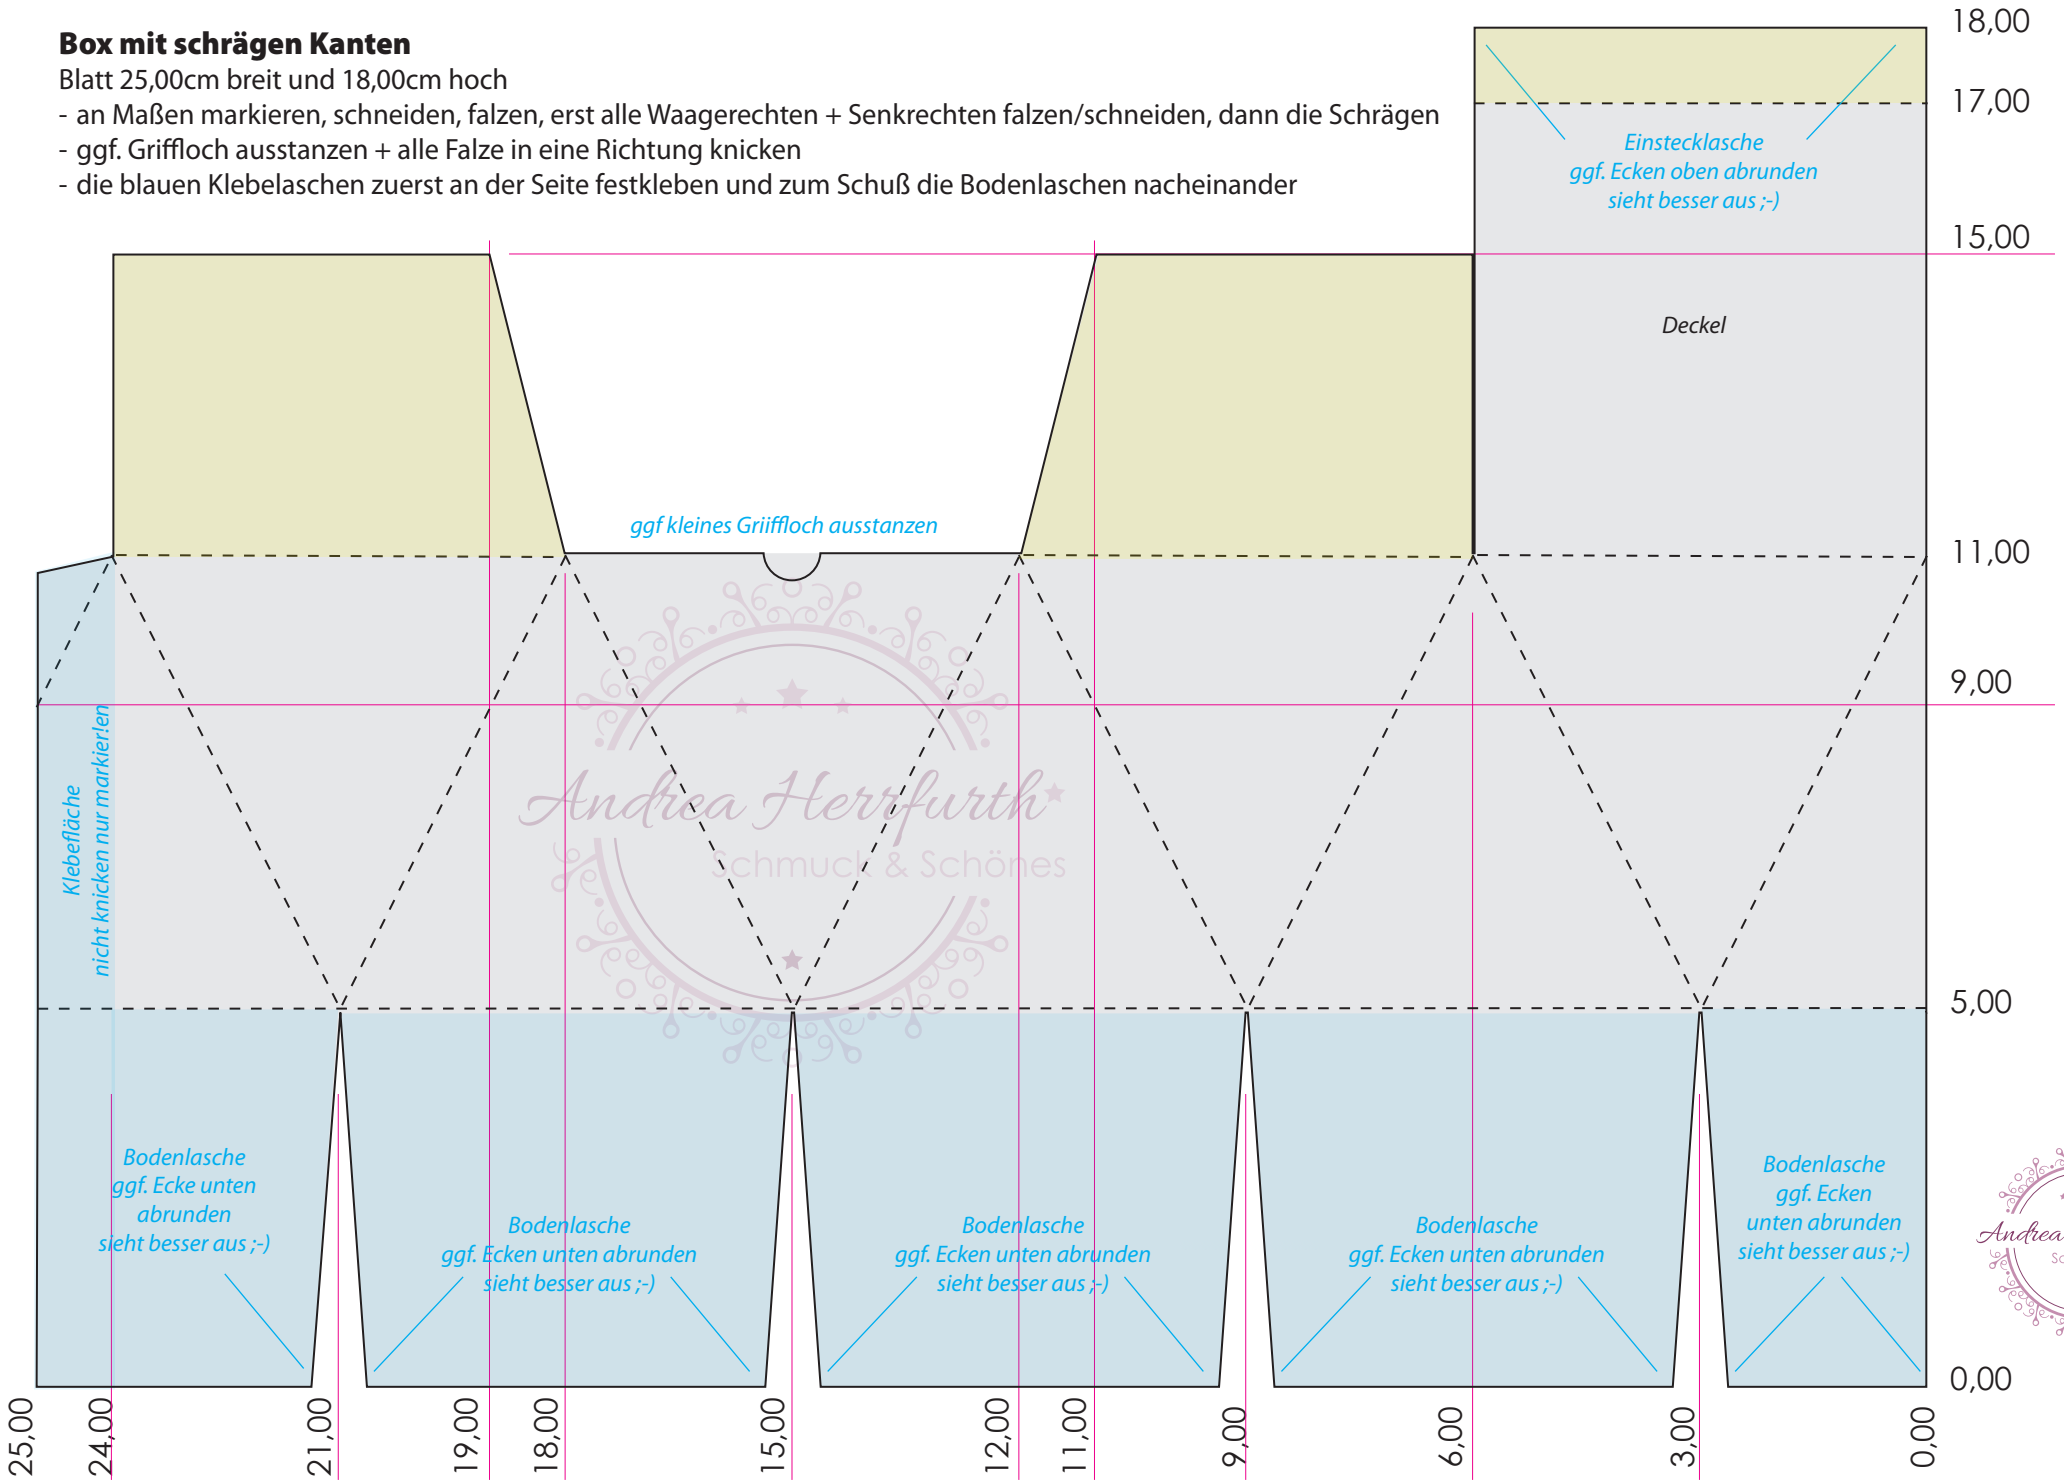 Box mit schrägen Kanten
Blatt 25,00cm breit und 18,00cm hoch
- an Maßen markieren, schneiden, falzen, erst alle Waagerechten + Senkrechten falzen/schneiden, dann die Schrägen
- ggf. Griffloch ausstanzen + alle Falze in eine Richtung knicken
- die blauen Klebelaschen zuerst an der Seite festkleben und zum Schuß die Bodenlaschen nacheinander
18,00
17,00
Einstecklasche
ggf. Ecken oben abrunden
sieht besser aus ;-)
15,00
Deckel
ggf kleines Griiffloch ausstanzen
11,00
9,00
Klebefläche
nicht knicken nur markier!en
Andrea Herrfurth
Schmuck & Schönes
5,00
Bodenlasche
ggf. Ecke unten
abrunden
sieht besser aus ;-)
Bodenlasche
ggf. Ecken unten abrunden
sieht besser aus ;-)
Bodenlasche
ggf. Ecken unten abrunden
sieht besser aus ;-)
Bodenlasche
ggf. Ecken unten abrunden
sieht besser aus ;-)
Bodenlasche
ggf. Ecken
unten abrunden
sieht besser aus ;-)
Andrea
0,00
25,00
24,00
21,00
19,00
18,00
15,00
12,00
11,00
9,00
6,00
3,00
0,00